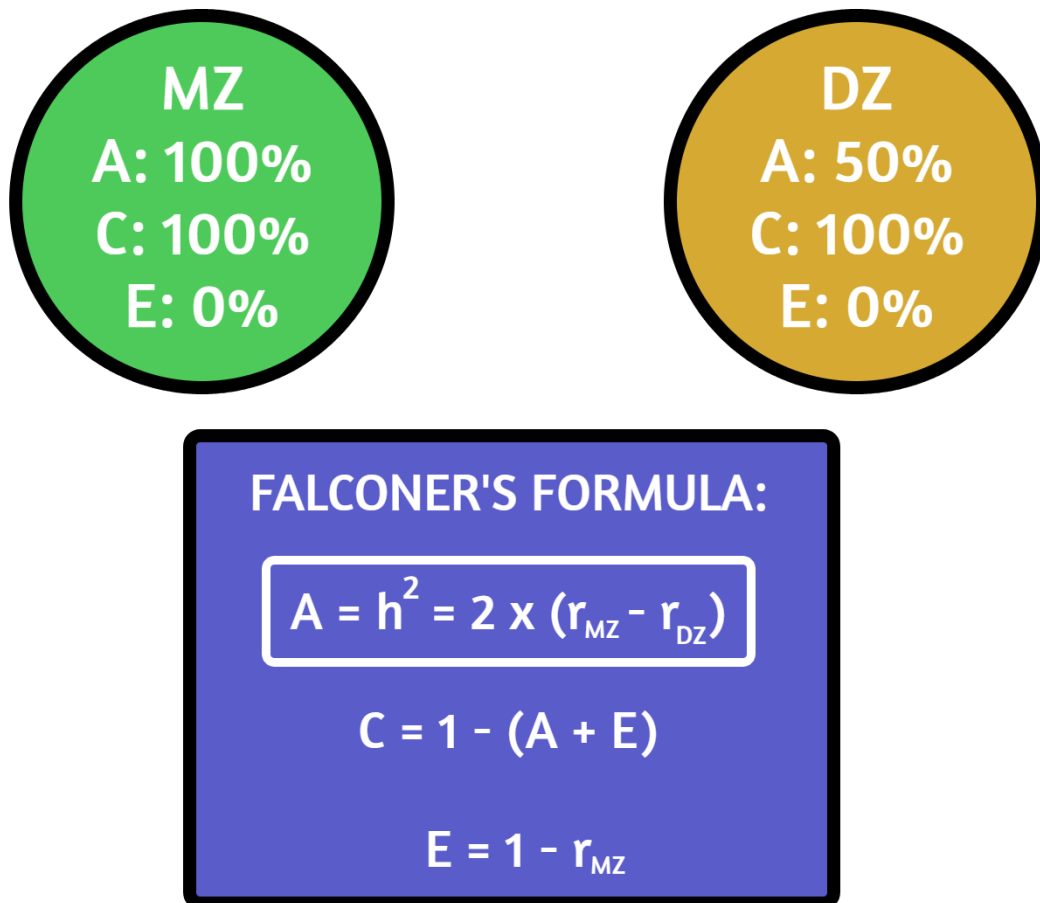 MZ
A: 100%
C: 100%
E: 0%
DZ
A: 50%
C: 100%
E: 0%
FALCONER'S FORMULA:
A = h² = 2 x (rMZ - rDZ)
C = 1 - (A + E)
E = 1 - rMZ